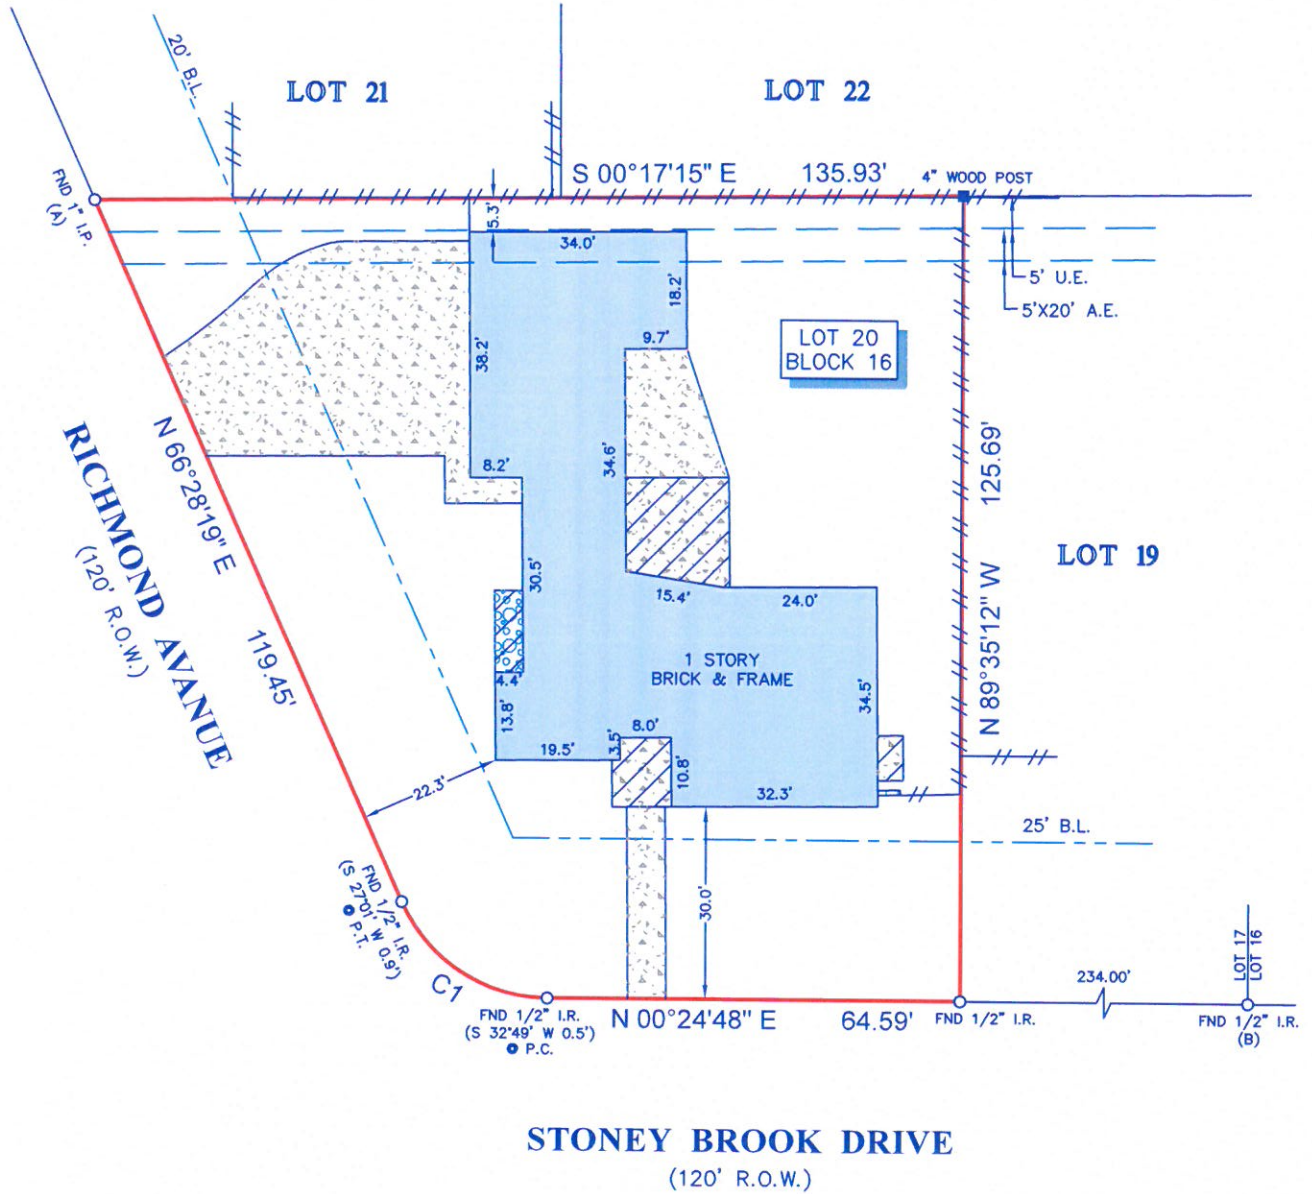 20' B.L.
LOT 21
LOT 22
S 00°17'15" E
135.93'
4" WOOD POST
FND 1" I.P.
(A)
5.3'
34.0'
18.2'
5' U.E.
5'X20' A.E.
9.7'
LOT 20
BLOCK 16
38.2'
RICHMOND AVANUE
(120' R.O.W.)
N 66°28'19" E
119.45'
8.2'
34.6'
N 89°35'12" W
125.69'
LOT 19
30.5'
15.4'
24.0'
1 STORY
BRICK & FRAME
4.4'
13.8'
34.5'
19.5'
3.5'
8.0'
10.8'
32.3'
22.3'
25' B.L.
FND 1/2" I.R.
(S 27°01' W 0.9')
P.T.
30.0'
C1
LOT 17
LOT 16
234.00'
FND 1/2" I.R.
(S 32°49' W 0.5')
P.C.
N 00°24'48" E
64.59'
FND 1/2" I.R.
FND 1/2" I.R.
(B)
STONEY BROOK DRIVE
(120' R.O.W.)